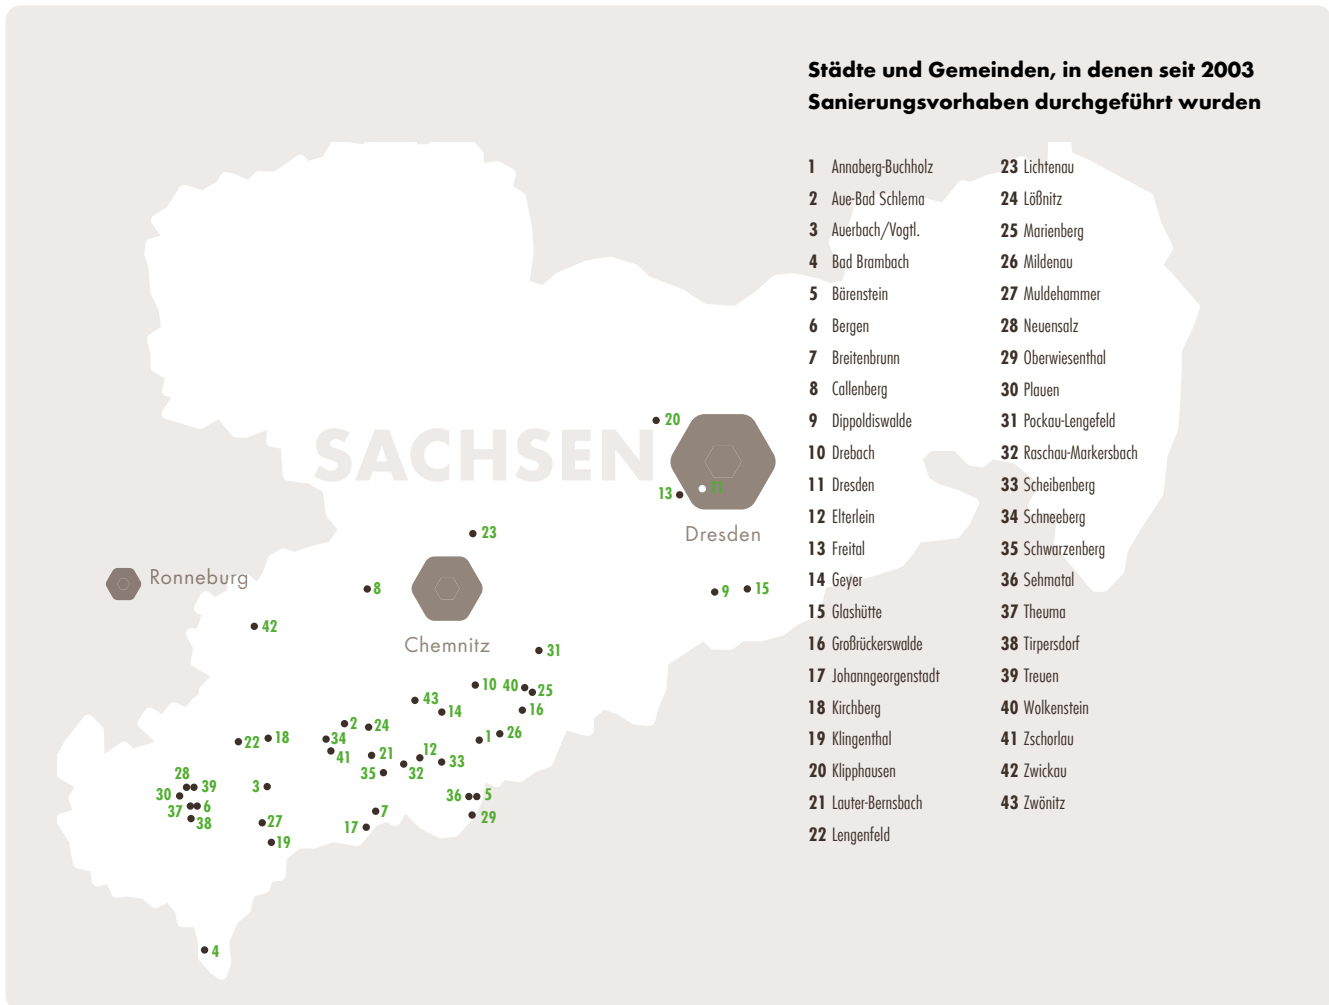 Städte und Gemeinden, in denen seit 2003
Sanierungsvorhaben durchgeführt wurden
1 Annaberg-Buchholz
2 Aue-Bad Schlema
3 Auerbach/Vogtl.
4 Bad Brambach
5 Bärenstein
6 Bergen
7 Breitenbrunn
8 Callenberg
9 Dippoldiswalde
10 Drebach
11 Dresden
12 Elterlein
13 Freital
14 Geyer
15 Glashütte
16 Großrückerswalde
17 Johanngeorgenstadt
18 Kirchberg
19 Klingenthal
20 Klipphausen
21 Lauter-Bernsbach
22 Lengenfeld
23 Lichtenau
24 Lößnitz
25 Marienberg
26 Mildenau
27 Muldehammer
28 Neuensalz
29 Oberwiesenthal
30 Plauen
31 Pockau-Lengefeld
32 Raschau-Markersbach
33 Scheibenberg
34 Schneeberg
35 Schwarzenberg
36 Sehmatal
37 Theuma
38 Tirpersdorf
39 Treuen
40 Wolkenstein
41 Zschorlau
42 Zwickau
43 Zwönitz
20
SACHSEN
11
13
Dresden
23
Ronneburg
8
9
15
42
Chemnitz
31
10
40
25
43
14
16
2
24
1
26
22
18
34
41
21
12
33
35
32
28
39
3
30
36
5
37
6
38
27
7
29
17
19
4